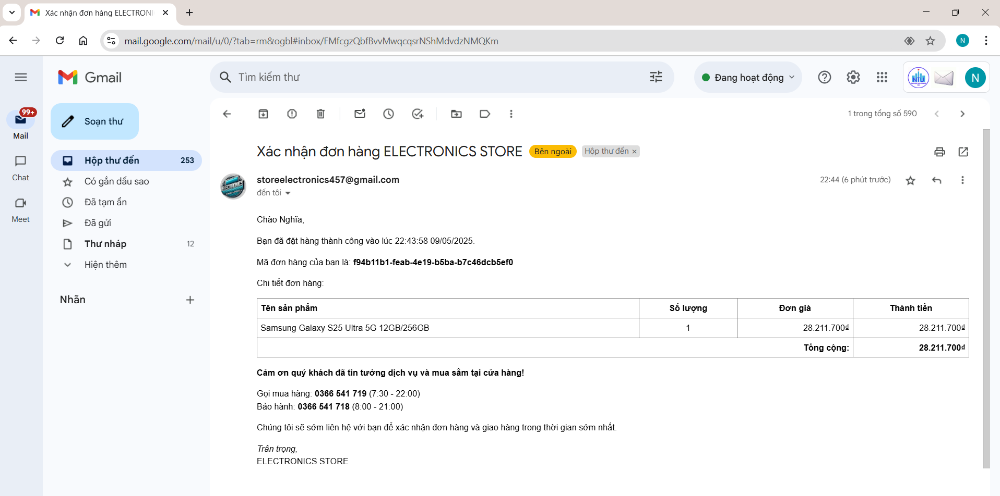 Xác nhận đơn hàng ELECTRONI
mail.google.com/mail/u/0/?tab=rm&ogbl#inbox/FMfcgzQbfBvvMwqcqsrNShMdvdzNMQKm
N
Gmail
Tìm kiếm thư
Đang hoạt động
NTU
N
99+
Mail
Chat
Meet
Soạn thư
Hộp thư đến 253
Có gắn dấu sao
Đã tạm ẩn
Đã gửi
Thư nháp 12
Hiện thêm
Nhãn
1 trong tổng số 590
Xác nhận đơn hàng ELECTRONICS STORE Bên ngoài Hộp thư đến ×
ELECTRONICS
storeelectronics457@gmail.com 22:44 (6 phút trước)
đến tôi
Chào Nghĩa,
Bạn đã đặt hàng thành công vào lúc 22:43:58 09/05/2025.
Mã đơn hàng của bạn là: f94b11b1-feab-4e19-b5ba-b7c46dcb5ef0
Chi tiết đơn hàng:
Tên sản phẩm Số lượng Đơn giá Thành tiền
Samsung Galaxy S25 Ultra 5G 12GB/256GB 1 28.211.700₫ 28.211.700₫
Tổng cộng: 28.211.700₫
Cảm ơn quý khách đã tin tưởng dịch vụ và mua sắm tại cửa hàng!
Gọi mua hàng: 0366 541 719 (7:30 - 22:00)
Bảo hành: 0366 541 718 (8:00 - 21:00)
Chúng tôi sẽ sớm liên hệ với bạn để xác nhận đơn hàng và giao hàng trong thời gian sớm nhất.
Trân trọng,
ELECTRONICS STORE